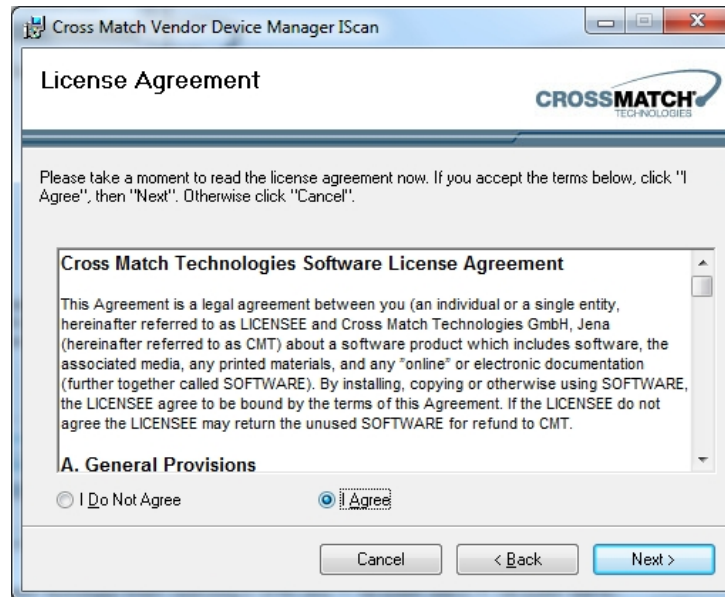 Cross Match Vendor Device Manager IScan
License Agreement
CROSSMATCH
TECHNOLOGIES
Please take a moment to read the license agreement now. If you accept the terms below, click "I
Agree", then "Next". Otherwise click "Cancel".
Cross Match Technologies Software License Agreement
This Agreement is a legal agreement between you (an individual or a single entity,
hereinafter referred to as LICENSEE and Cross Match Technologies GmbH, Jena
(hereinafter referred to as CMT) about a software product which includes software, the
associated media, any printed materials, and any "online" or electronic documentation
(further together called SOFTWARE). By installing, copying or otherwise using SOFTWARE,
the LICENSEE agree to be bound by the terms of this Agreement. If the LICENSEE do not
agree the LICENSEE may return the unused SOFTWARE for refund to CMT.
A. General Provisions
I Do Not Agree
I Agree
Cancel
< Back
Next >